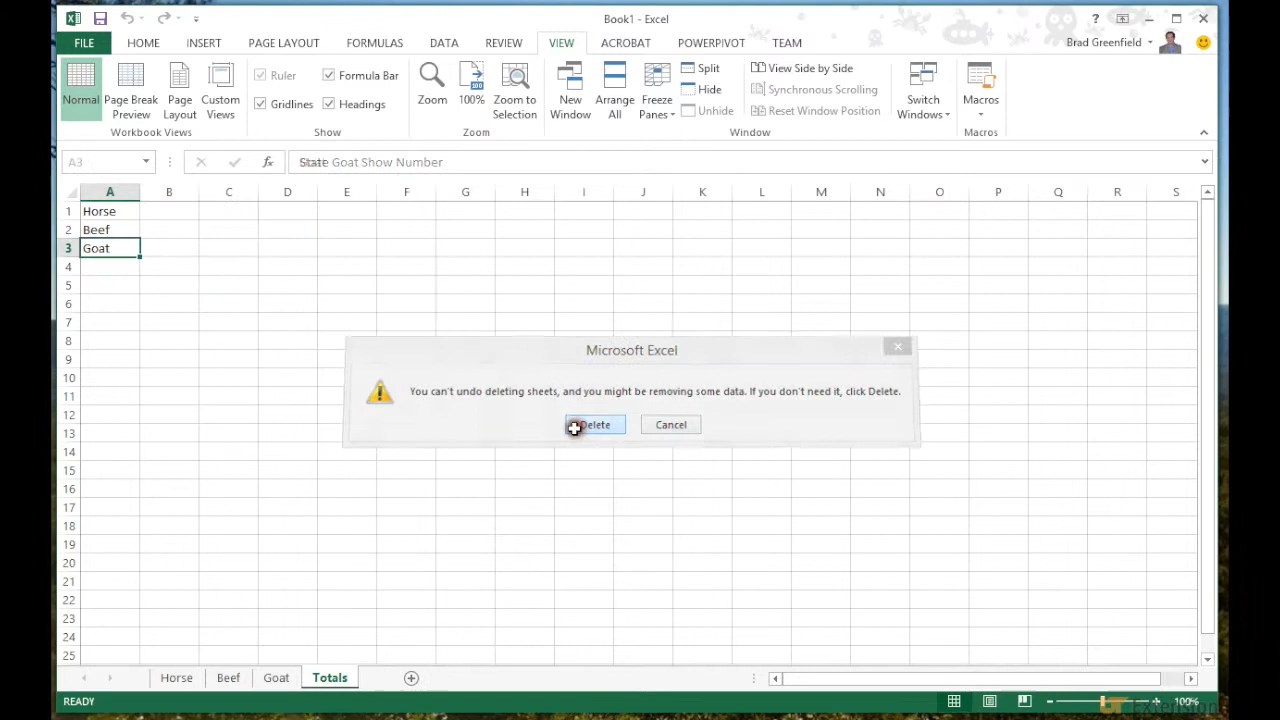 Book1 - Excel
?
FILE HOME INSERT PAGE LAYOUT FORMULAS DATA REVIEW VIEW ACROBAT POWERPIVOT TEAM Brad Greenfield
Normal Page Break Preview Page Layout Custom Views
Workbook Views
Ruler Formula Bar
Gridlines Headings
Show
Zoom 100% Zoom to Selection
Zoom
New Window Arrange All Freeze Panes
Split View Side by Side
Hide Synchronous Scrolling
Unhide Reset Window Position
Window
Switch Windows
Macros
Macros
A3 fx Goat Show Number
A B C D E F G H I J K L M N O P Q R S
1 Horse
2 Beef
3 Goat
4
5
6
7
8
9
10
11
12
13
14
15
16
17
18
19
20
21
22
23
24
25
Microsoft Excel
You can't undo deleting sheets, and you might be removing some data. If you don't need it, click Delete.
Delete Cancel
Horse Beef Goat Totals
READY 100%
Extension